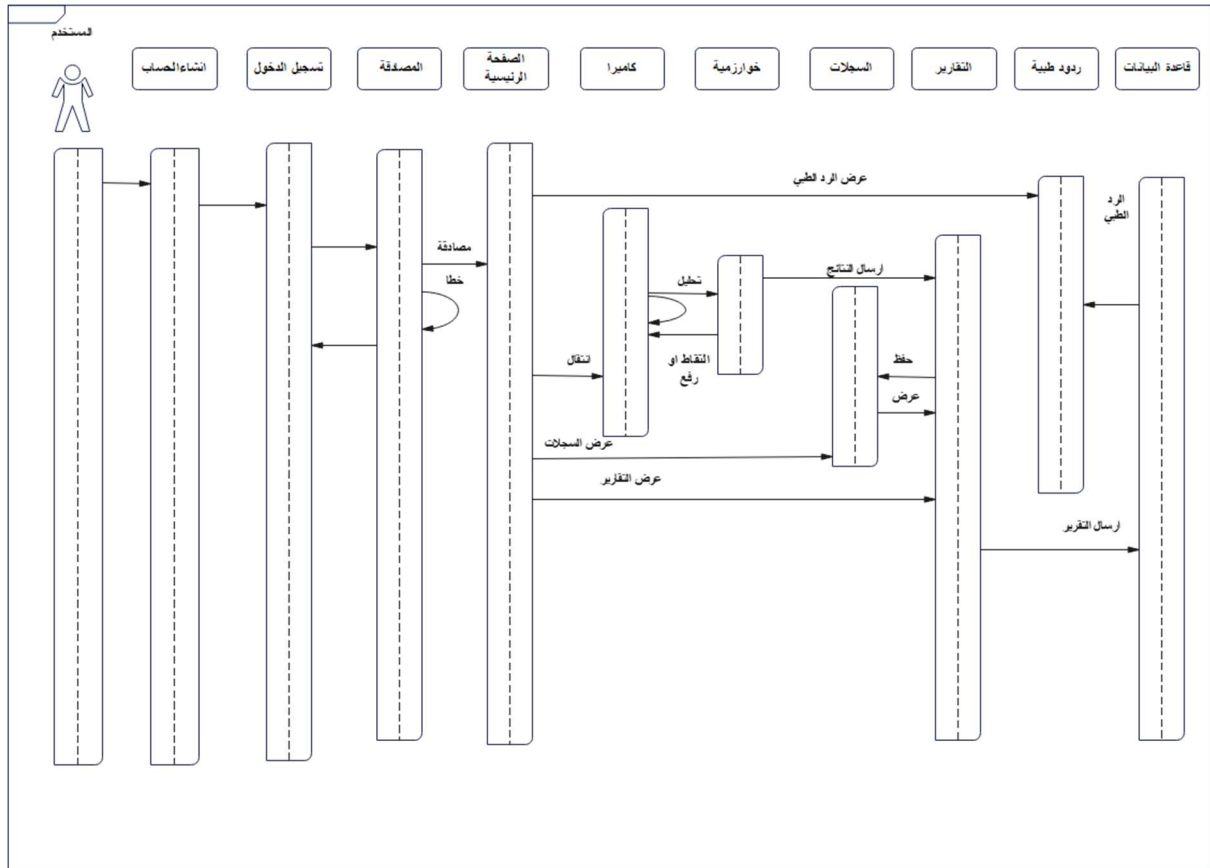 المستخدم
انشاءالحساب
تسجيل الدخول
المصادقة
الصفحة
الرئيسية
كاميرا
خوارزمية
السجلات
التقارير
ردود طبية
قاعدة البيانات
عرض الرد الطبي
الرد
الطبي
مصادقة
خطا
تحليل
ارسال النتائج
التقاط او
رفع
انتقال
حفظ
عرض
عرض السجلات
عرض التقارير
ارسال التقرير